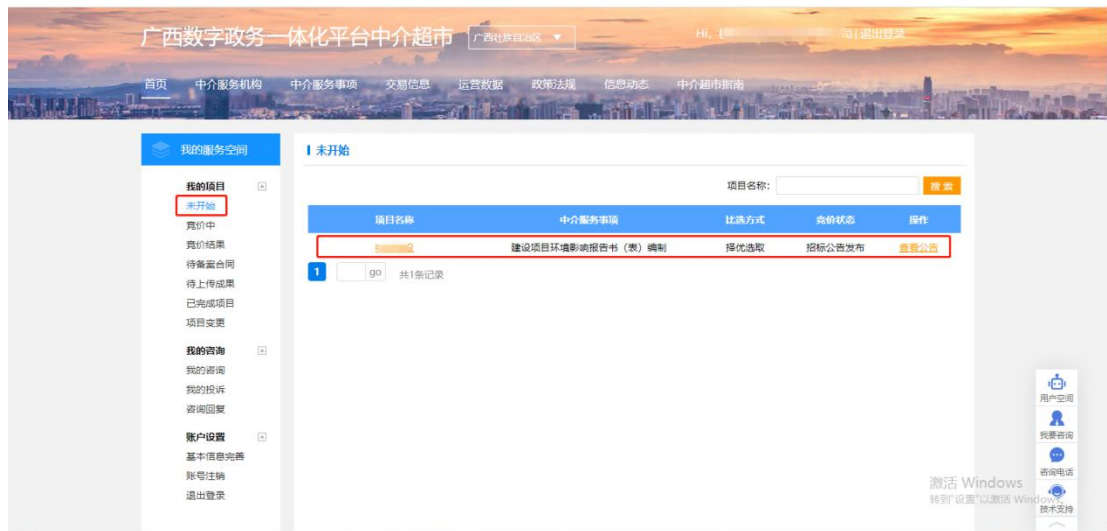 广西数字政务一体化平台中介超市 广西壮族自治区 ▼
Hi, 司 | 退出登录
首页 中介服务机构 中介服务事项 交易信息 运营数据 政策法规 信息动态 中介超市指南
我的服务空间
我的项目
未开始
竞价中
竞价结果
待备案合同
待上传成果
已完成项目
项目变更
我的咨询
我的咨询
我的投诉
咨询回复
账户设置
基本信息完善
账号注销
退出登录
未开始
项目名称: 搜索
项目名称 中介服务事项 比选方式 竞价状态 操作
建设项目环境影响报告书(表)编制 择优选取 招标公告发布 查看公告
1 go 共1条记录
用户空间
我要咨询
咨询电话
技术支持
激活 Windows
转到"设置"以激活 Windows。